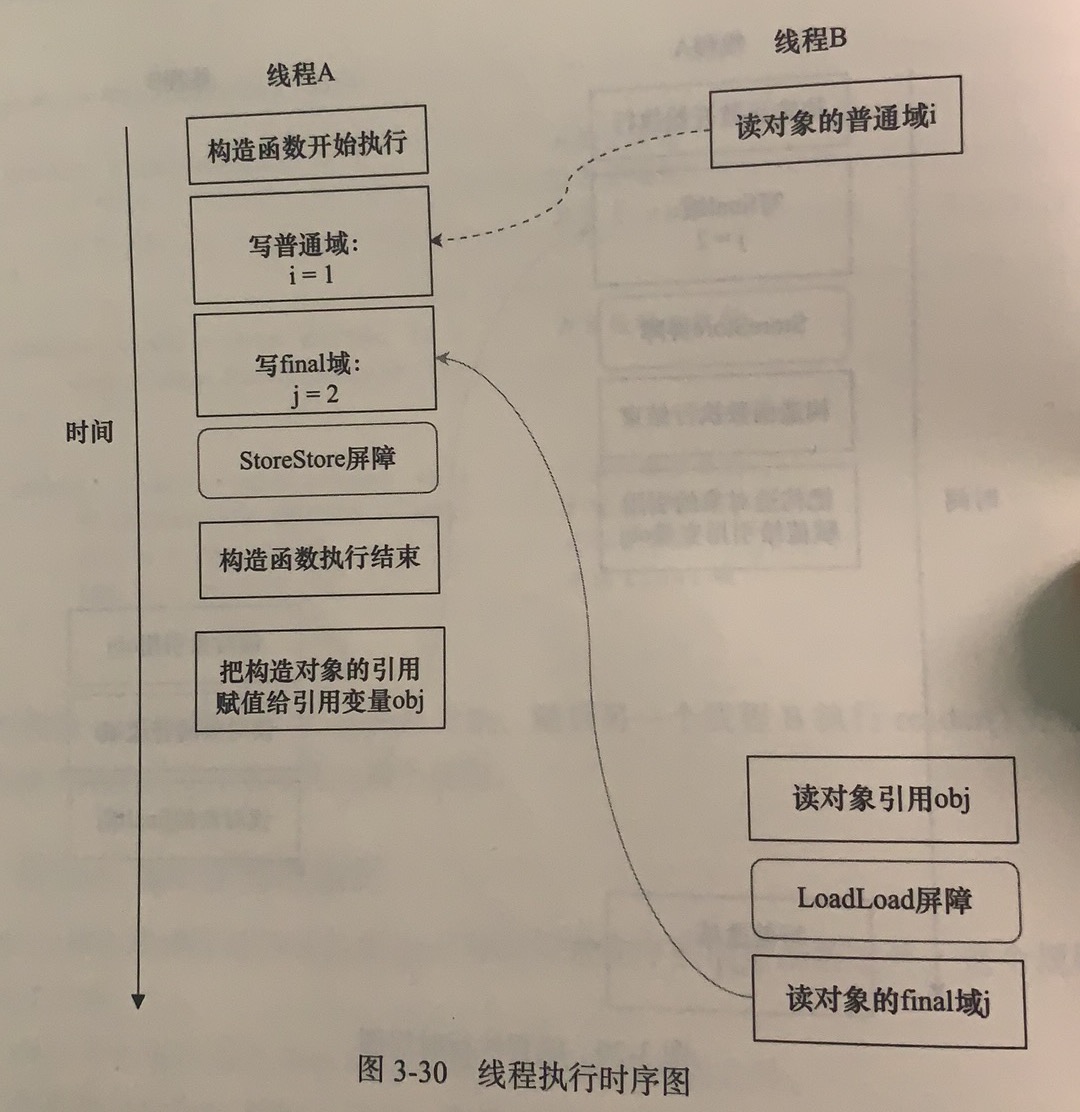 线程A
线程B
构造函数开始执行
读对象的普通域i
写普通域：
i = 1
写final域：
j = 2
时间
StoreStore屏障
构造函数执行结束
把构造对象的引用
赋值给引用变量obj
读对象引用obj
LoadLoad屏障
读对象的final域j
图 3-30 线程执行时序图